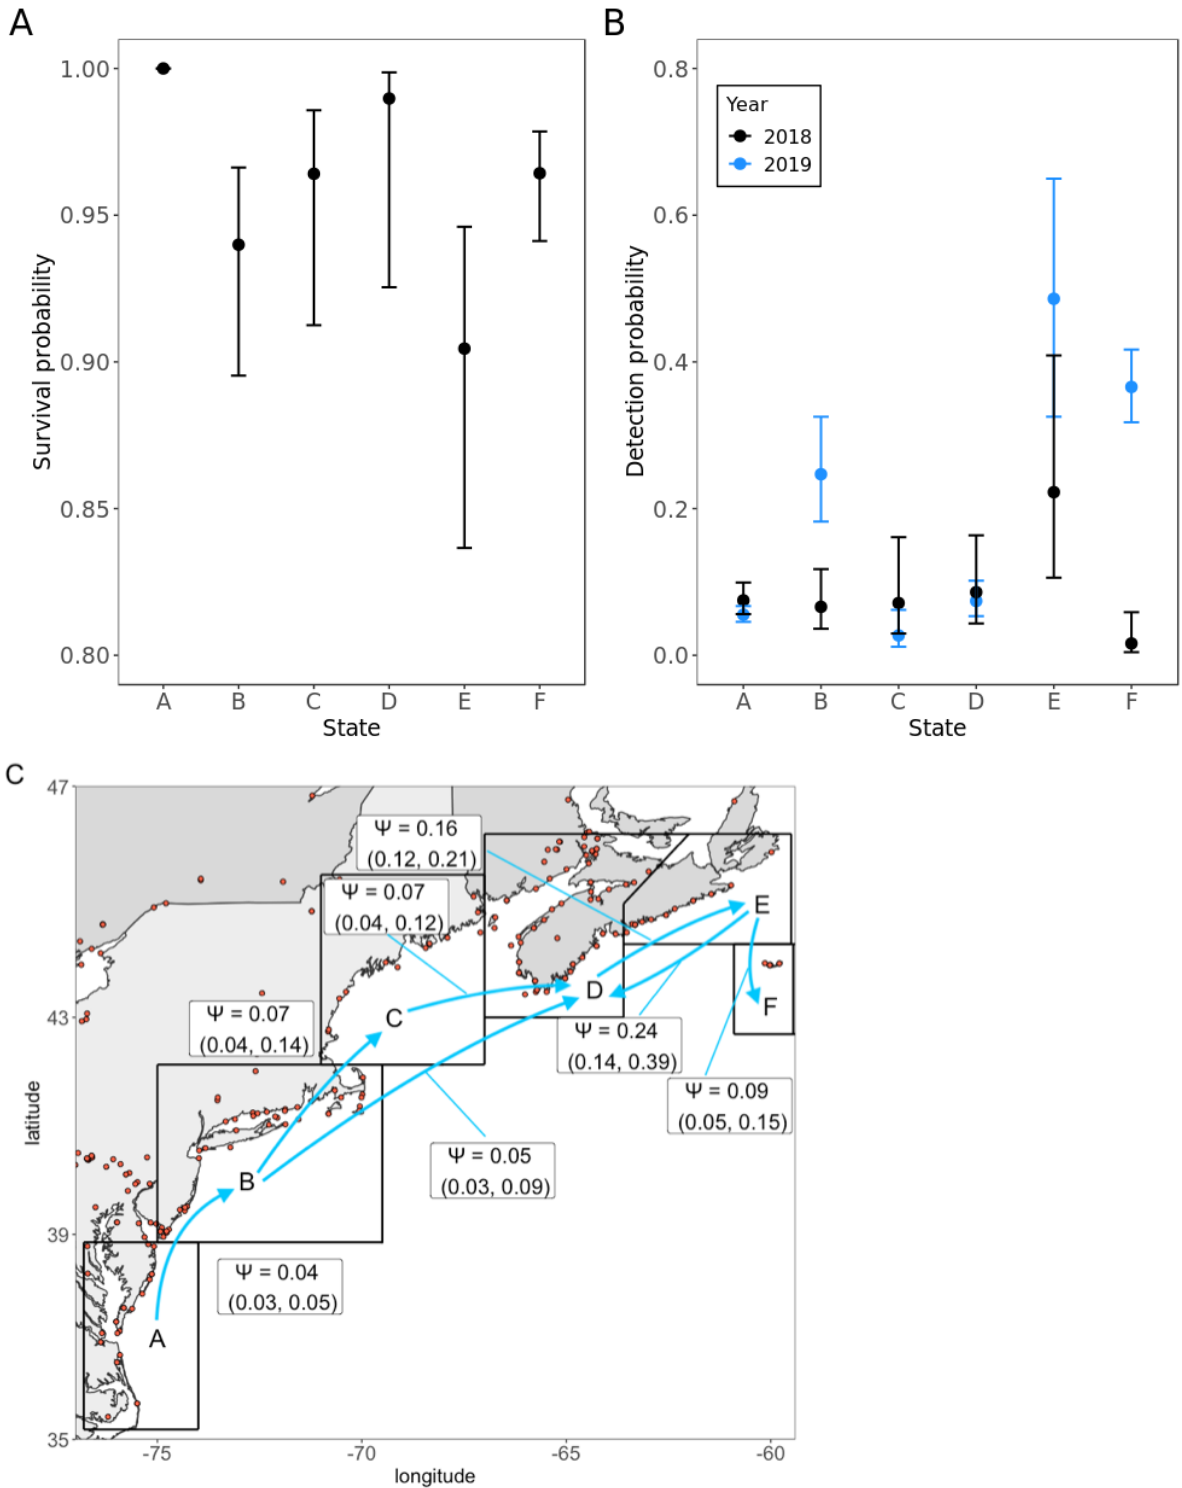 A
B
1.00
0.95
0.90
0.85
0.80
Survival probability
A B C D E F
State
0.8
0.6
0.4
0.2
0.0
Detection probability
Year
2018
2019
A B C D E F
State
C
47
43
39
35
latitude
-75 -70 -65 -60
longitude
Ψ = 0.16
(0.12, 0.21)
Ψ = 0.07
(0.04, 0.12)
Ψ = 0.07
(0.04, 0.14)
Ψ = 0.24
(0.14, 0.39)
Ψ = 0.09
(0.05, 0.15)
Ψ = 0.05
(0.03, 0.09)
Ψ = 0.04
(0.03, 0.05)
E
D
F
C
B
A